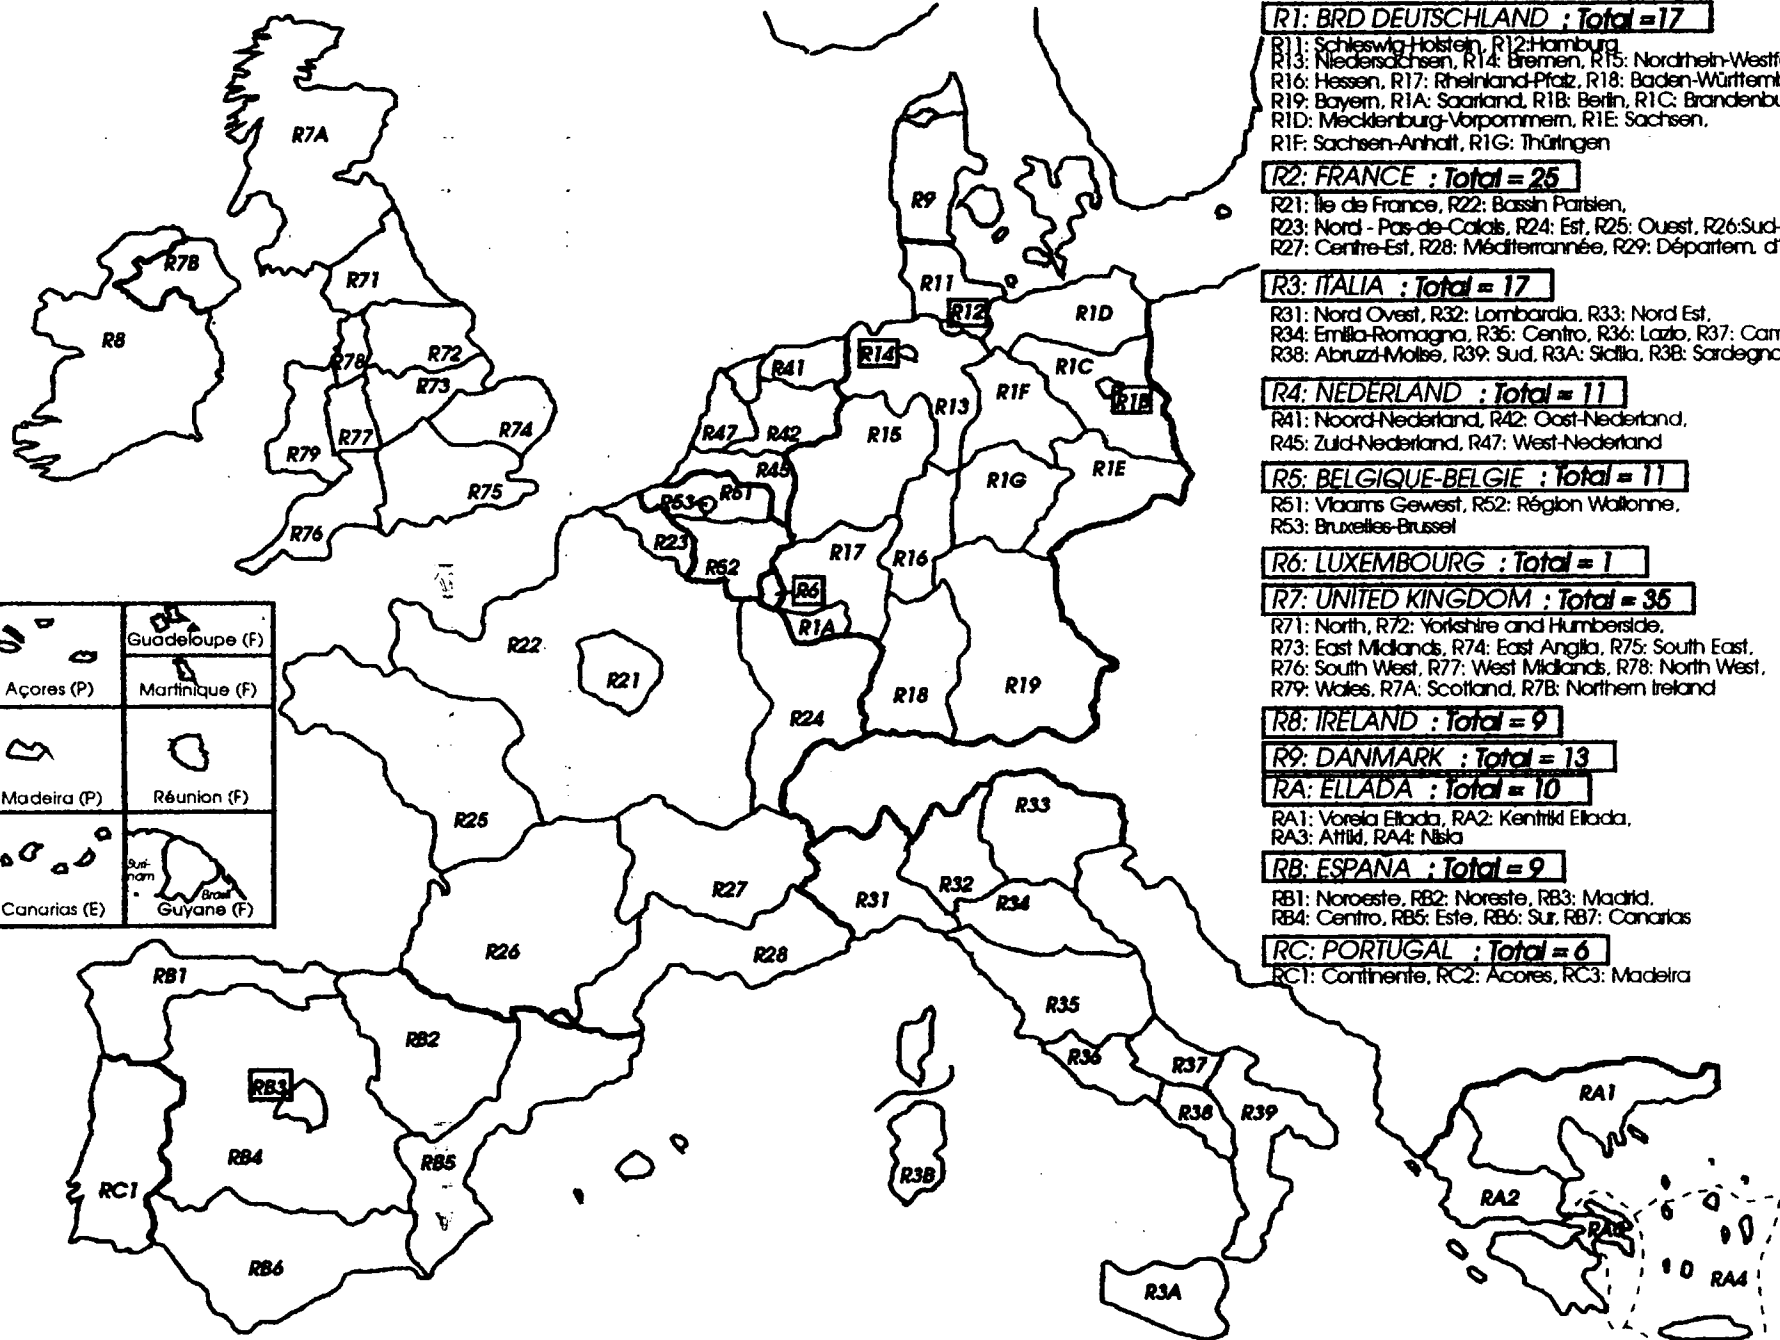 R1: BRD DEUTSCHLAND : Total = 17
R11: Schleswig-Holstein, R12:Hamburg
R13: Niedersachsen, R14: Bremen, R15: Nordrhein-Westf
R16: Hessen, R17: Rheinland-Pfalz, R18: Baden-Württemb
R19: Bayern, R1A: Saarland, R1B: Berlin, R1C: Brandenbu
R1D: Mecklenburg-Vorpommern, R1E: Sachsen,
R1F: Sachsen-Anhalt, R1G: Thüringen
R2: FRANCE : Total = 25
R21: Île de France, R22: Bassin Parisien,
R23: Nord - Pas-de-Calais, R24: Est, R25: Ouest, R26:Sud-
R27: Centre-Est, R28: Méditerrannée, R29: Départem. d'
R3: ITALIA : Total = 17
R31: Nord Ovest, R32: Lombardia, R33: Nord Est,
R34: Emilia-Romagna, R35: Centro, R36: Lazio, R37: Cam
R38: Abruzzi-Molise, R39: Sud, R3A: Sicilia, R3B: Sardegna
R4: NEDERLAND : Total = 11
R41: Noord-Nederland, R42: Oost-Nederland,
R45: Zuid-Nederland, R47: West-Nederland
R5: BELGIQUE-BELGIE : Total = 11
R51: Vlaams Gewest, R52: Région Wallonne,
R53: Bruxelles-Brussel
R6: LUXEMBOURG : Total = 1
R7: UNITED KINGDOM : Total = 35
R71: North, R72: Yorkshire and Humberside,
R73: East Midlands, R74: East Anglia, R75: South East,
R76: South West, R77: West Midlands, R78: North West,
R79: Wales, R7A: Scotland, R7B: Northern Ireland
R8: IRELAND : Total = 9
R9: DANMARK : Total = 13
RA: ELLADA : Total = 10
RA1: Voreia Ellada, RA2: Kentriki Ellada,
RA3: Attiki, RA4: Nisia
RB: ESPANA : Total = 9
RB1: Noroeste, RB2: Noreste, RB3: Madrid,
RB4: Centro, RB5: Este, RB6: Sur, RB7: Canarias
RC: PORTUGAL : Total = 6
RC1: Continente, RC2: Acores, RC3: Madeira
R7A
R7B
R71
R8
R78
R72
R73
R74
R77
R79
R75
R76
R9
R11
R12
R1D
R14
R41
R1C
R1F
R1B
R13
R47
R42
R15
R45
R1G
R1E
R53
R51
R23
R52
R17
R16
R6
R1A
R22
R21
R24
R18
R19
R25
R33
R27
R31
R32
R34
R26
R28
R35
R36
R37
R38
R39
R3B
R3A
RB1
RB2
RB3
RB4
RB5
RC1
RB6
RA1
RA2
RA3
RA4
Açores (P)
Guadeloupe (F)
Martinique (F)
Madeira (P)
Réunion (F)
Canarias (E)
Suri-
nam
Brasil
Guyane (F)